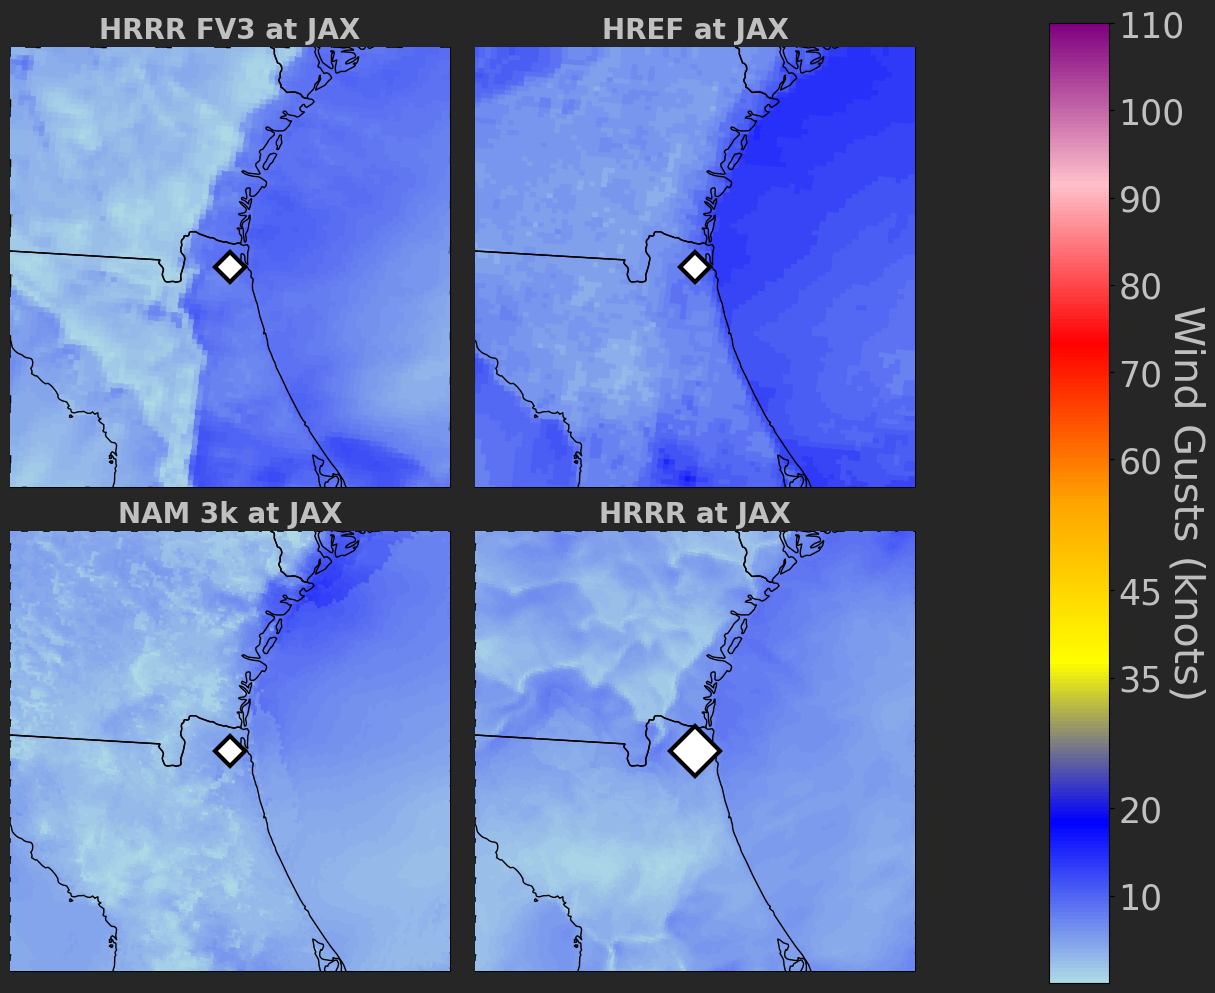 HRRR FV3 at JAX
HREF at JAX
NAM 3k at JAX
HRRR at JAX
110
100
90
80
70
60
45
35
20
10
Wind Gusts (knots)